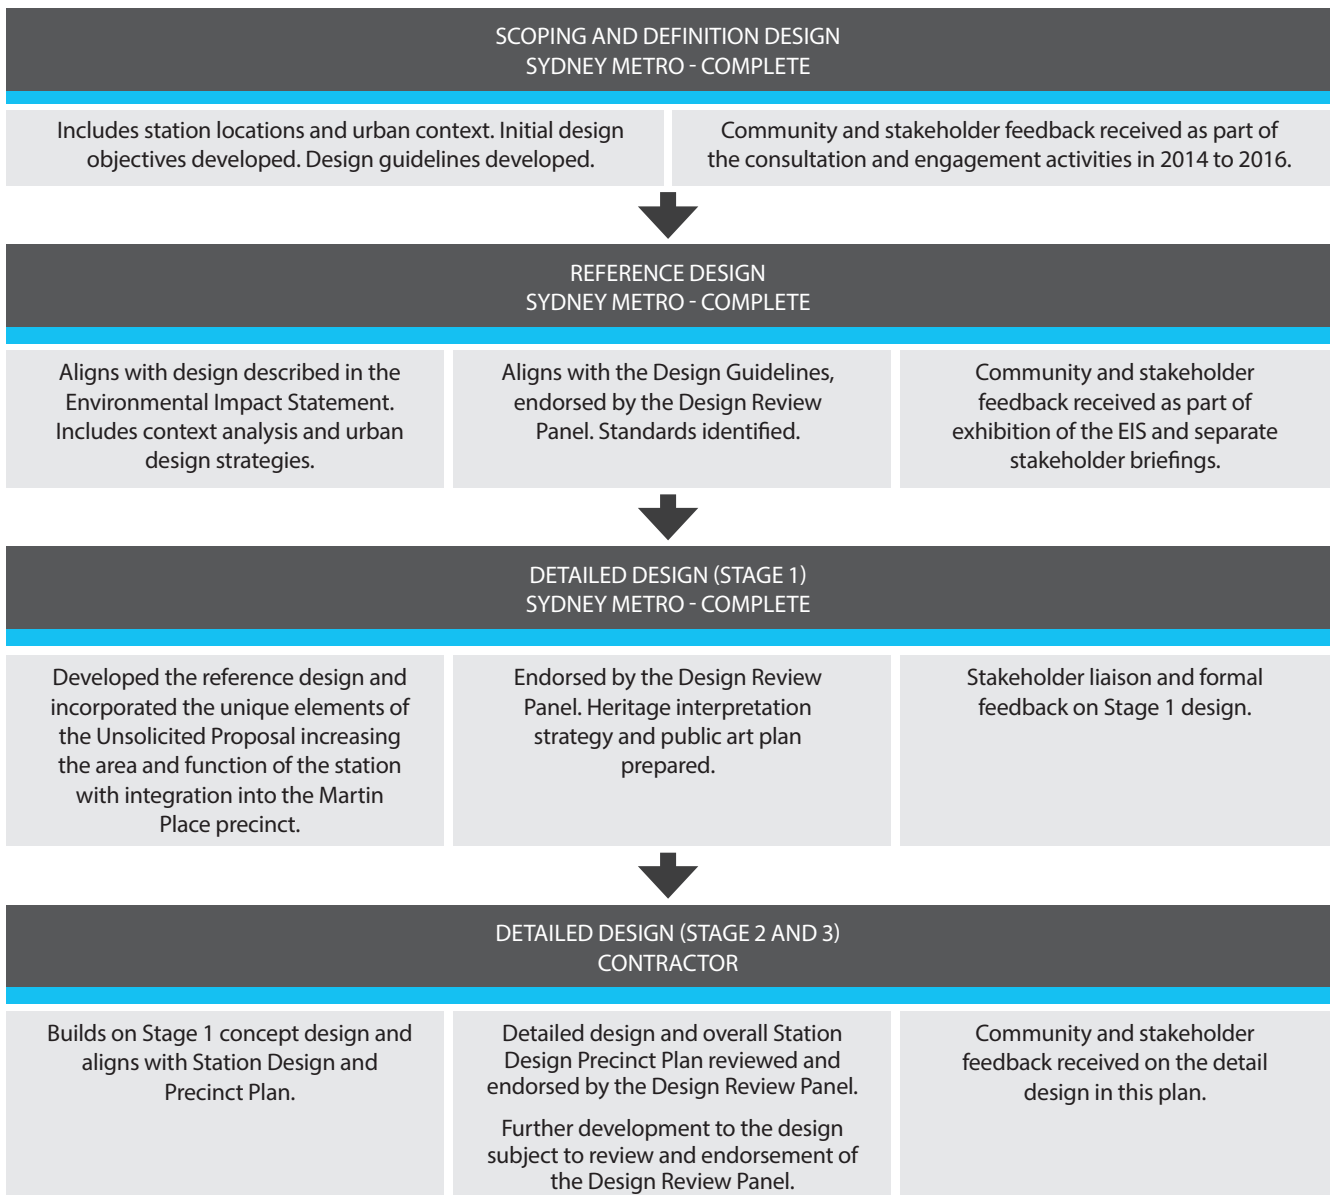 SCOPING AND DEFINITION DESIGN
SYDNEY METRO - COMPLETE
Includes station locations and urban context. Initial design
objectives developed. Design guidelines developed.
Community and stakeholder feedback received as part of
the consultation and engagement activities in 2014 to 2016.
REFERENCE DESIGN
SYDNEY METRO - COMPLETE
Aligns with design described in the
Environmental Impact Statement.
Includes context analysis and urban
design strategies.
Aligns with the Design Guidelines,
endorsed by the Design Review
Panel. Standards identified.
Community and stakeholder
feedback received as part of
exhibition of the EIS and separate
stakeholder briefings.
DETAILED DESIGN (STAGE 1)
SYDNEY METRO - COMPLETE
Developed the reference design and
incorporated the unique elements of
the Unsolicited Proposal increasing
the area and function of the station
with integration into the Martin
Place precinct.
Endorsed by the Design Review
Panel. Heritage interpretation
strategy and public art plan
prepared.
Stakeholder liaison and formal
feedback on Stage 1 design.
DETAILED DESIGN (STAGE 2 AND 3)
CONTRACTOR
Builds on Stage 1 concept design and
aligns with Station Design and
Precinct Plan.
Detailed design and overall Station
Design Precinct Plan reviewed and
endorsed by the Design Review Panel.
Further development to the design
subject to review and endorsement of
the Design Review Panel.
Community and stakeholder
feedback received on the detail
design in this plan.